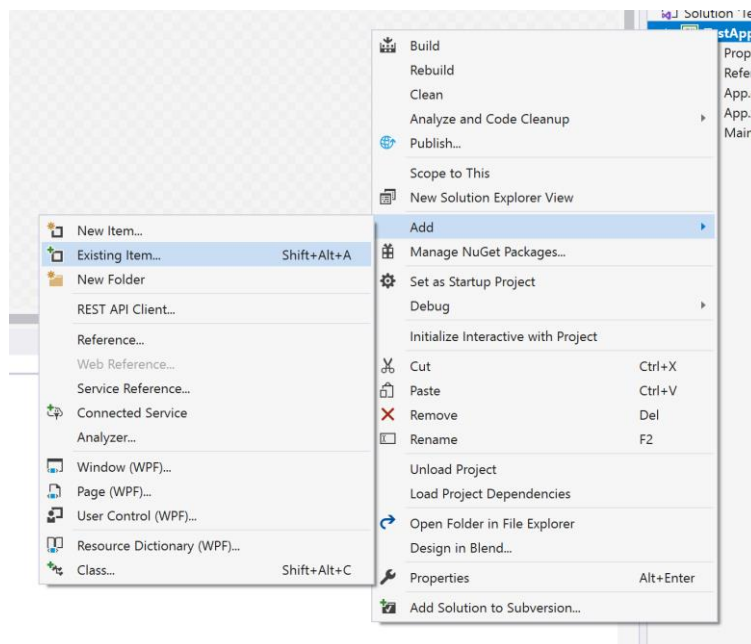 Solution 'Te
stApp
Prop
Refe
App.
App.
Main
Build
Rebuild
Clean
Analyze and Code Cleanup
Publish...
Scope to This
New Solution Explorer View
Add
Manage NuGet Packages...
Set as Startup Project
Debug
Initialize Interactive with Project
Cut Ctrl+X
Paste Ctrl+V
Remove Del
Rename F2
Unload Project
Load Project Dependencies
Open Folder in File Explorer
Design in Blend...
Properties Alt+Enter
Add Solution to Subversion...
New Item...
Existing Item... Shift+Alt+A
New Folder
REST API Client...
Reference...
Web Reference...
Service Reference...
Connected Service
Analyzer...
Window (WPF)...
Page (WPF)...
User Control (WPF)...
Resource Dictionary (WPF)...
Class... Shift+Alt+C